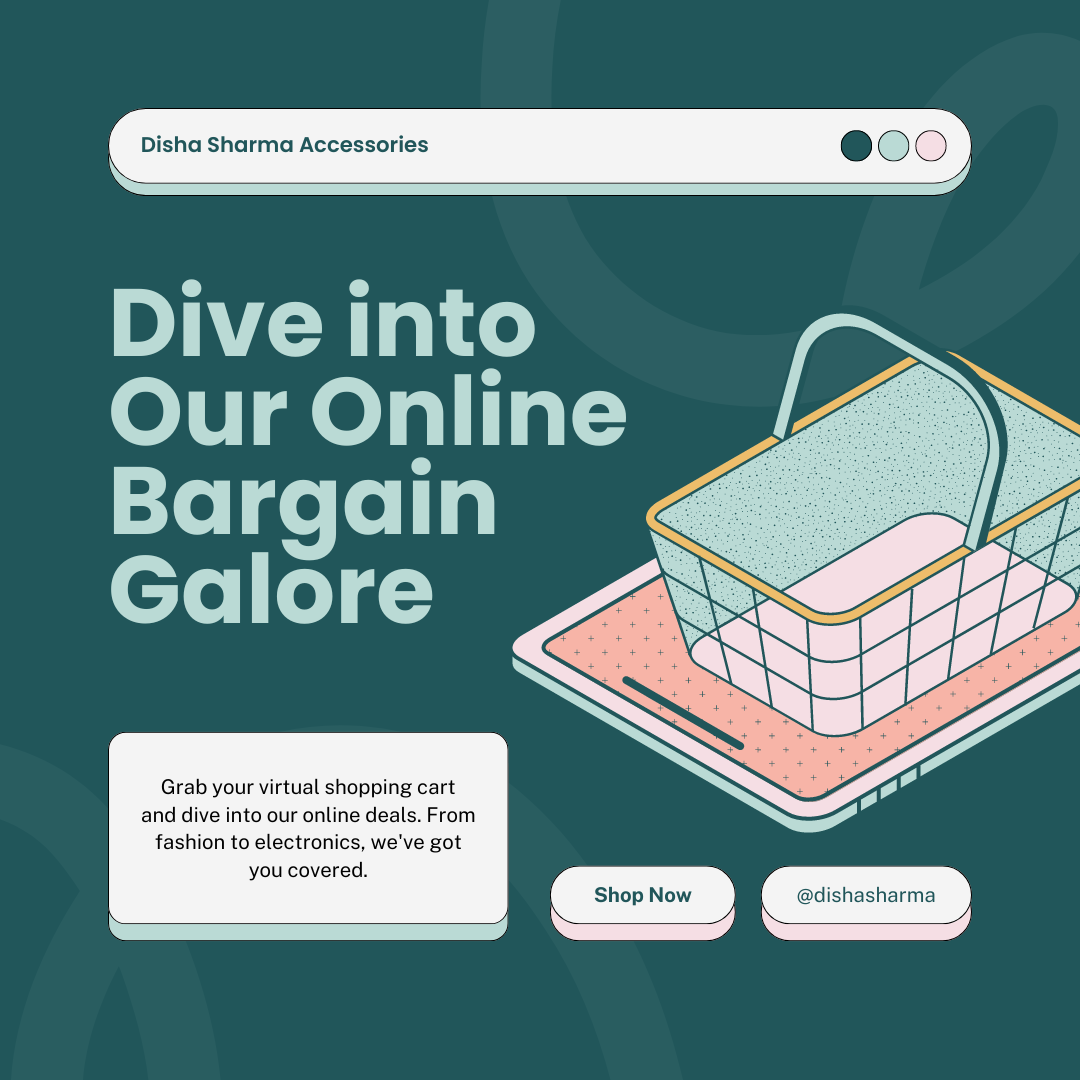 Disha Sharma Accessories
Dive into
Our Online
Bargain
Galore
Grab your virtual shopping cart
and dive into our online deals. From
fashion to electronics, we've got
you covered.
Shop Now
@dishasharma